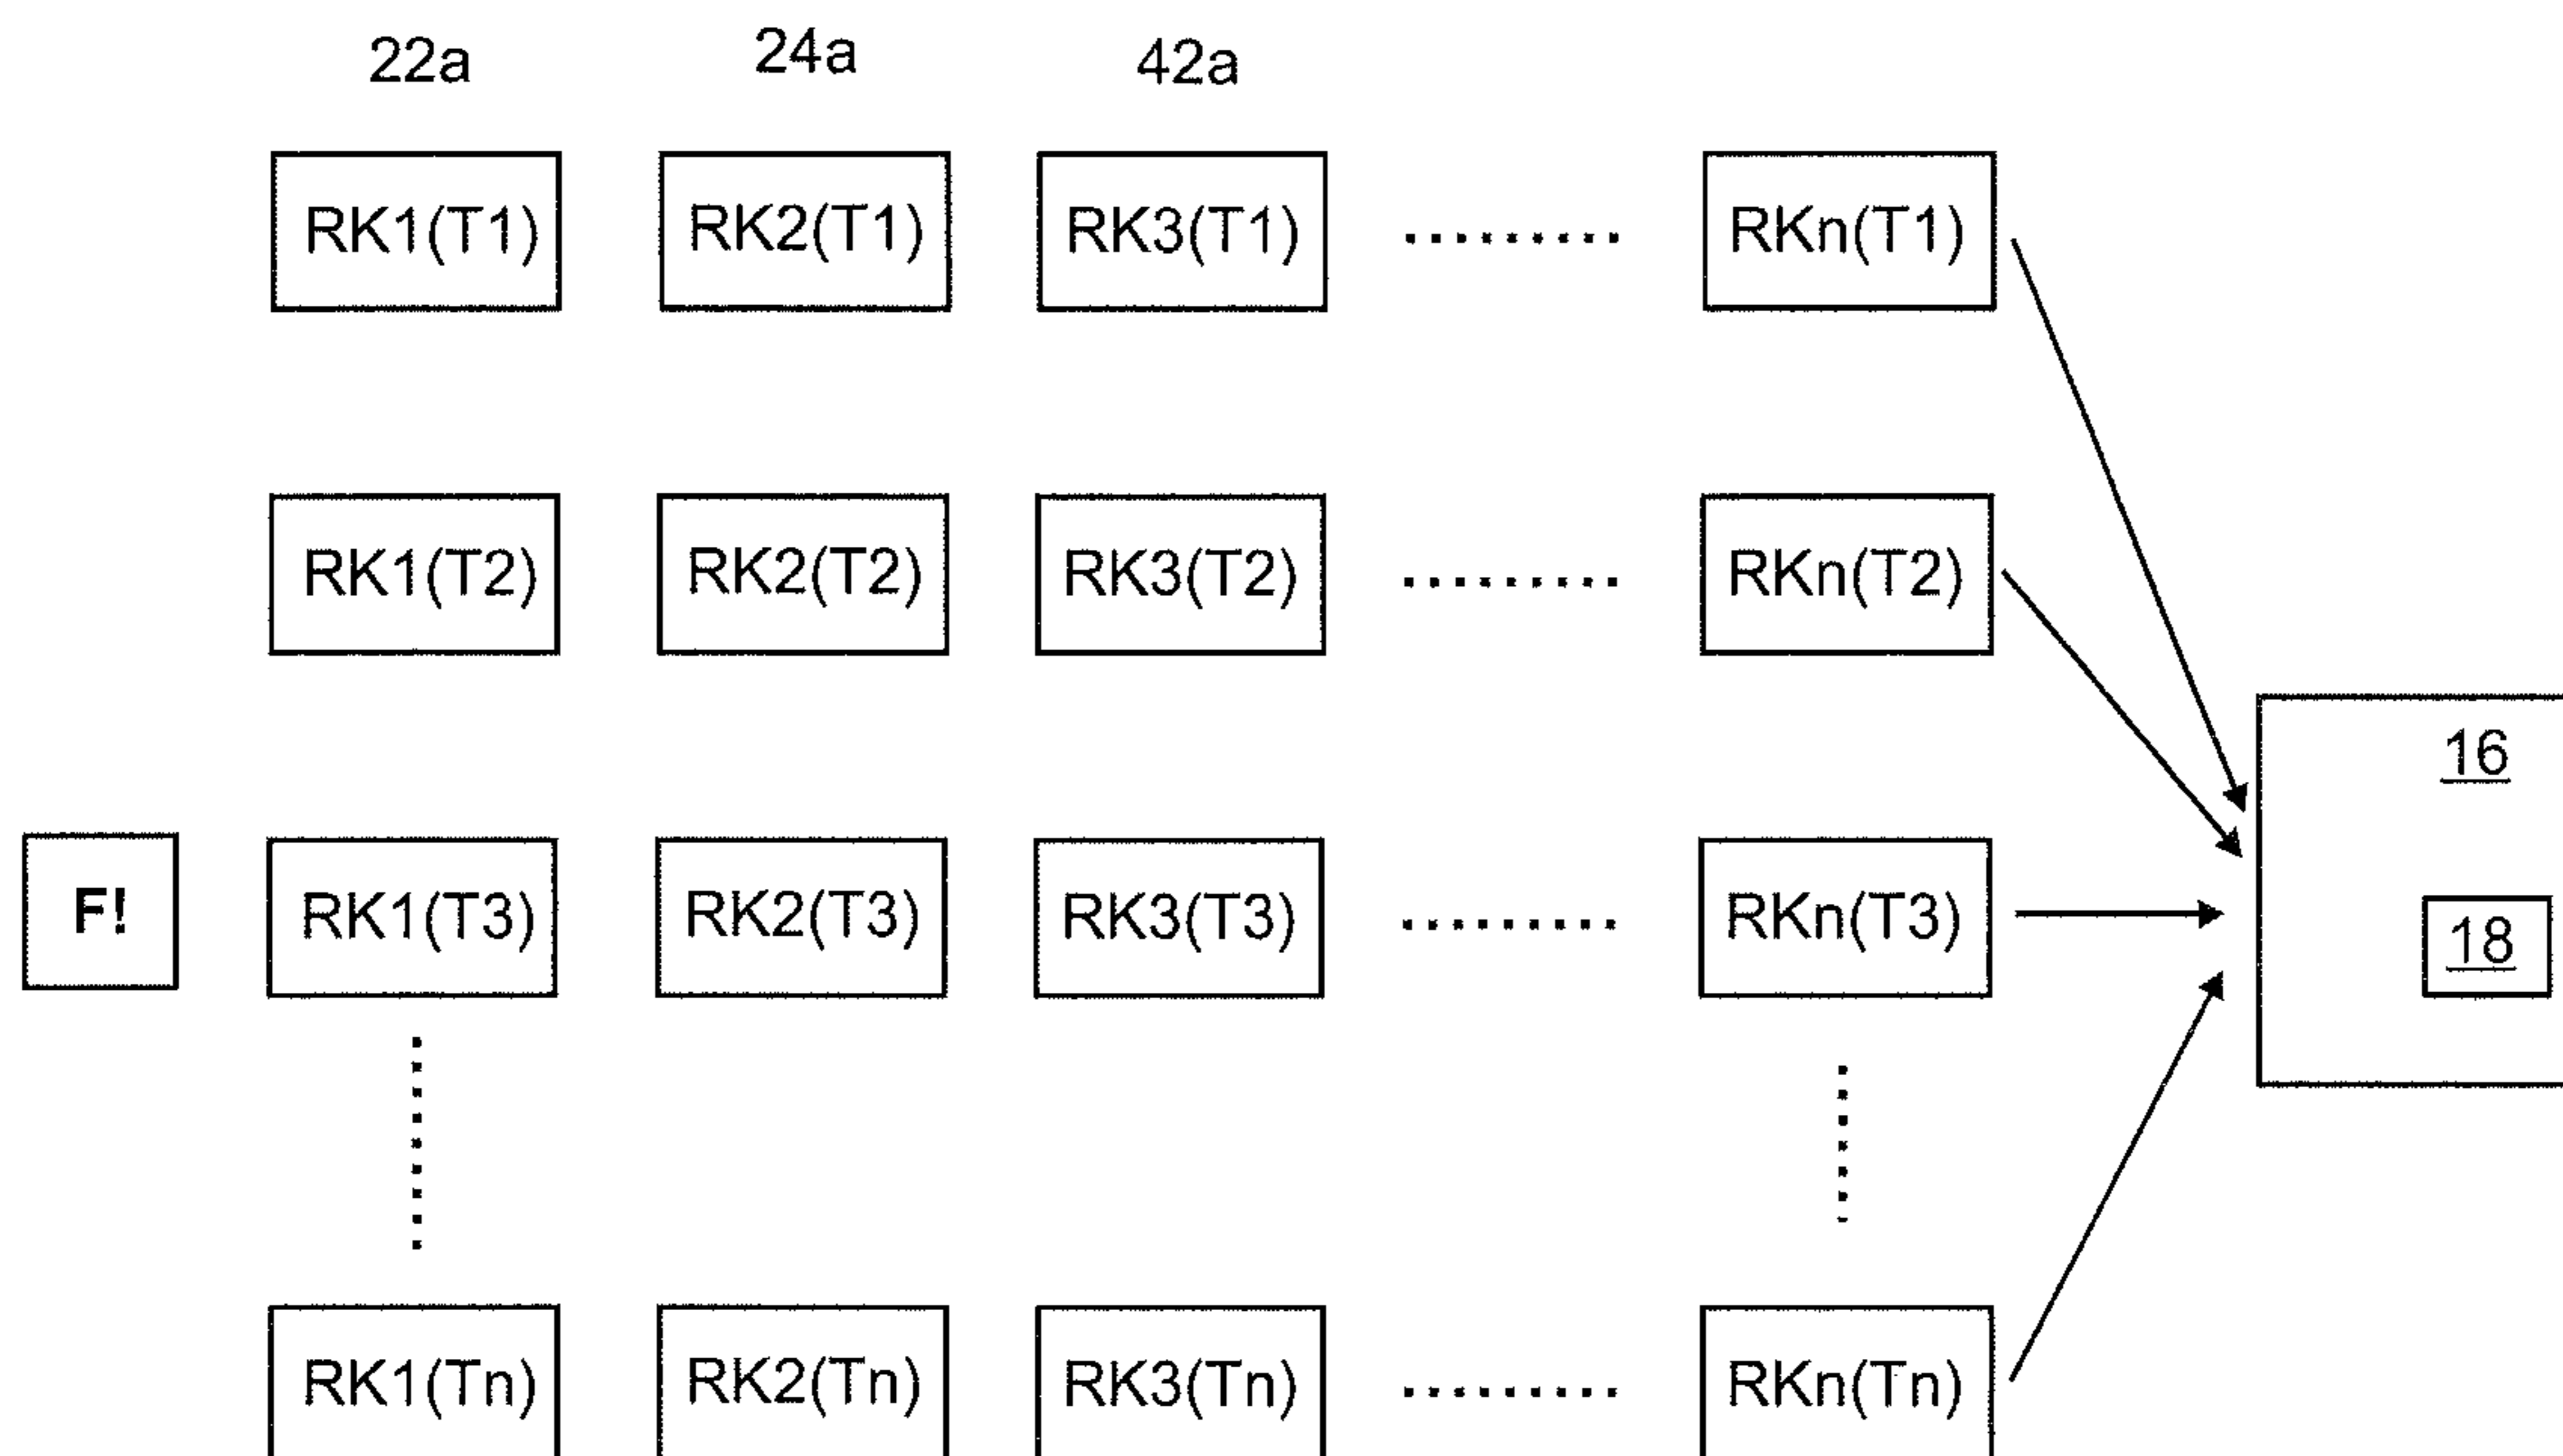 22a 24a 42a
RK1(T1) RK2(T1) RK3(T1) ......... RKn(T1)
RK1(T2) RK2(T2) RK3(T2) ......... RKn(T2)
16
F! RK1(T3) RK2(T3) RK3(T3) ......... RKn(T3) 18
RK1(Tn) RK2(Tn) RK3(Tn) ......... RKn(Tn)